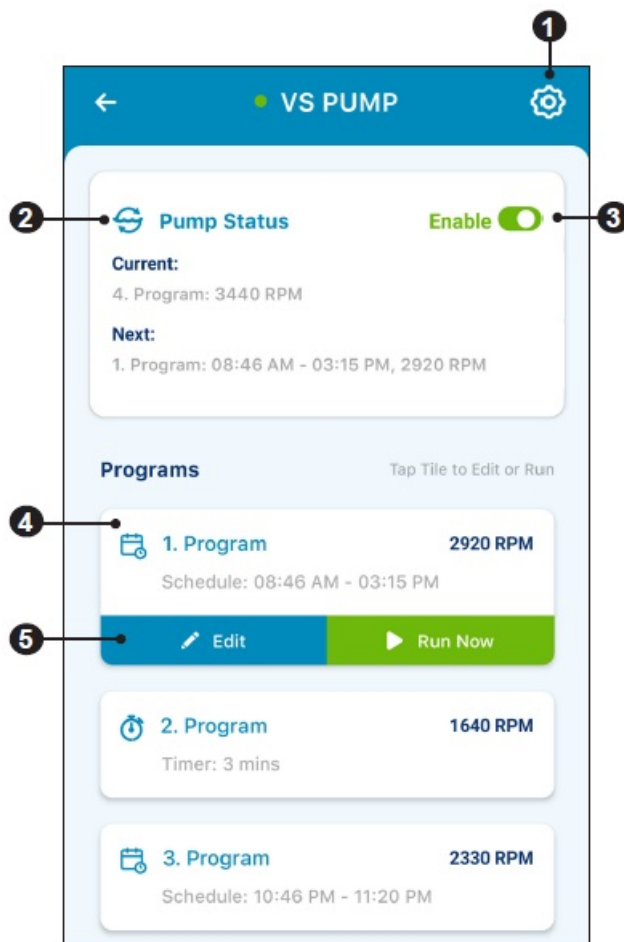 1
VS PUMP
2
Pump Status
Enable
3
Current:
4. Program: 3440 RPM
Next:
1. Program: 08:46 AM - 03:15 PM, 2920 RPM
Programs
Tap Tile to Edit or Run
4
1. Program
2920 RPM
Schedule: 08:46 AM - 03:15 PM
5
Edit
Run Now
2. Program
1640 RPM
Timer: 3 mins
3. Program
2330 RPM
Schedule: 10:46 PM - 11:20 PM